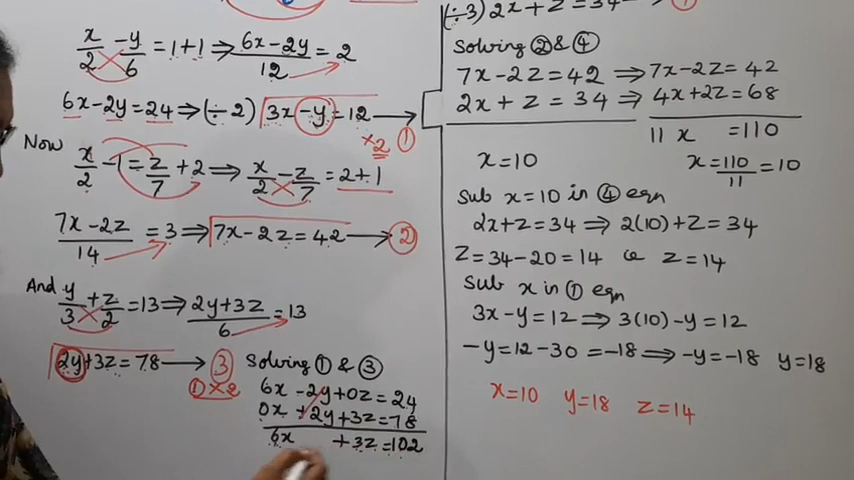 x/2 - y/6 = 1+1 ⇒ (6x-2y)/12 = 2
6x-2y = 24 ⇒ (÷2) 3x-y = 12 → ①
×2
Now x/2 - 1 = z/7 + 2 ⇒ x/2 - z/7 = 2+1
(7x-2z)/14 = 3 ⇒ 7x-2z = 42 → ②
And y/3 + z/2 = 13 ⇒ (2y+3z)/6 = 13
2y+3z = 78 → ③ Solving ① & ③
①×2
6x -2y+0z = 24
0x +2y+3z = 78
6x +3z = 102
(÷3) 2x+z = 34
Solving ② & ④
7x-2z = 42 ⇒ 7x-2z = 42
2x+z = 34 ⇒ 4x+2z = 68
11x = 110
x = 10 x = 110/11 = 10
Sub x=10 in ④ eqn
2x+z = 34 ⇒ 2(10)+z = 34
z = 34-20 = 14 ie z = 14
Sub x in ① eqn
3x-y = 12 ⇒ 3(10)-y = 12
-y = 12-30 = -18 ⇒ -y = -18 y = 18
x=10 y=18 z=14